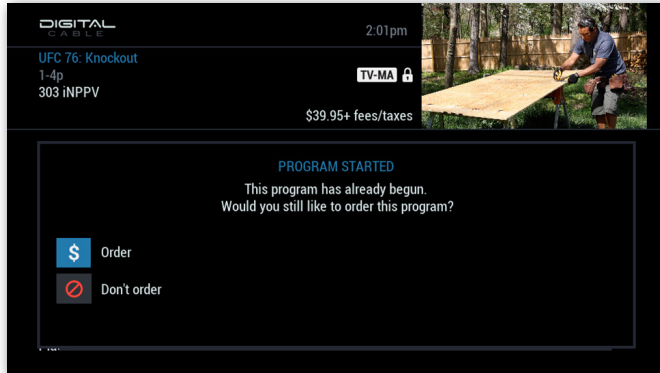 DIGITAL
CABLE
2:01pm
UFC 76: Knockout
1-4p
TV-MA
303 iNPPV
$39.95+ fees/taxes
PROGRAM STARTED
This program has already begun.
Would you still like to order this program?
$ Order
Don't order